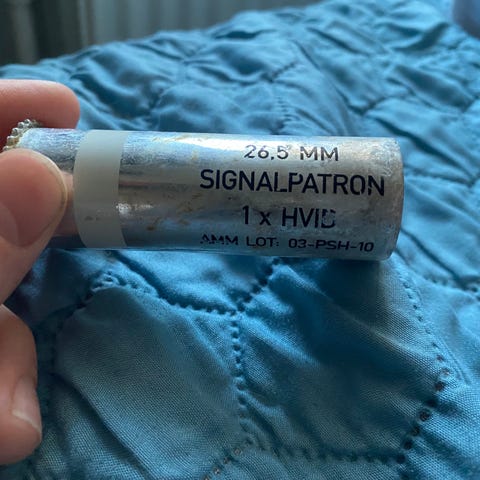 26.5 MM
SIGNALPATRON
1 x HVID
AMM LOT: 03-PSH-10